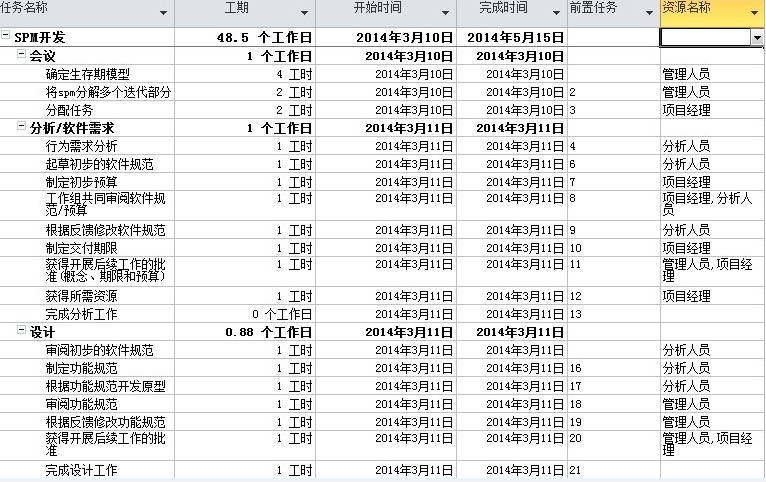 任务名称 工期 开始时间 完成时间 前置任务 资源名称
SPM开发 48.5 个工作日 2014年3月10日 2014年5月15日
会议 1 个工作日 2014年3月10日 2014年3月10日
确定生存期模型 4 工时 2014年3月10日 2014年3月10日 管理人员
将spm分解多个迭代部分 2 工时 2014年3月10日 2014年3月10日 2 管理人员
分配任务 2 工时 2014年3月10日 2014年3月10日 3 项目经理
分析/软件需求 1 个工作日 2014年3月11日 2014年3月11日
行为需求分析 1 工时 2014年3月11日 2014年3月11日 4 分析人员
起草初步的软件规范 1 工时 2014年3月11日 2014年3月11日 6 分析人员
制定初步预算 1 工时 2014年3月11日 2014年3月11日 7 项目经理
工作组共同审阅软件规 1 工时 2014年3月11日 2014年3月11日 8 项目经理,分析人
范/预算 员
根据反馈修改软件规范 1 工时 2014年3月11日 2014年3月11日 9 分析人员
制定交付期限 1 工时 2014年3月11日 2014年3月11日 10 项目经理
获得开展后续工作的批 1 工时 2014年3月11日 2014年3月11日 11 管理人员,项目经
准(概念、期限和预算) 理
获得所需资源 1 工时 2014年3月11日 2014年3月11日 12 项目经理
完成分析工作 0 个工作日 2014年3月11日 2014年3月11日 13
设计 0.88 个工作日 2014年3月11日 2014年3月11日
审阅初步的软件规范 1 工时 2014年3月11日 2014年3月11日 分析人员
制定功能规范 1 工时 2014年3月11日 2014年3月11日 16 分析人员
根据功能规范开发原型 1 工时 2014年3月11日 2014年3月11日 17 分析人员
审阅功能规范 1 工时 2014年3月11日 2014年3月11日 18 管理人员
根据反馈修改功能规范 1 工时 2014年3月11日 2014年3月11日 19 管理人员
获得开展后续工作的批 1 工时 2014年3月11日 2014年3月11日 20 管理人员,项目经
准 理
完成设计工作 1 工时 2014年3月11日 2014年3月11日 21